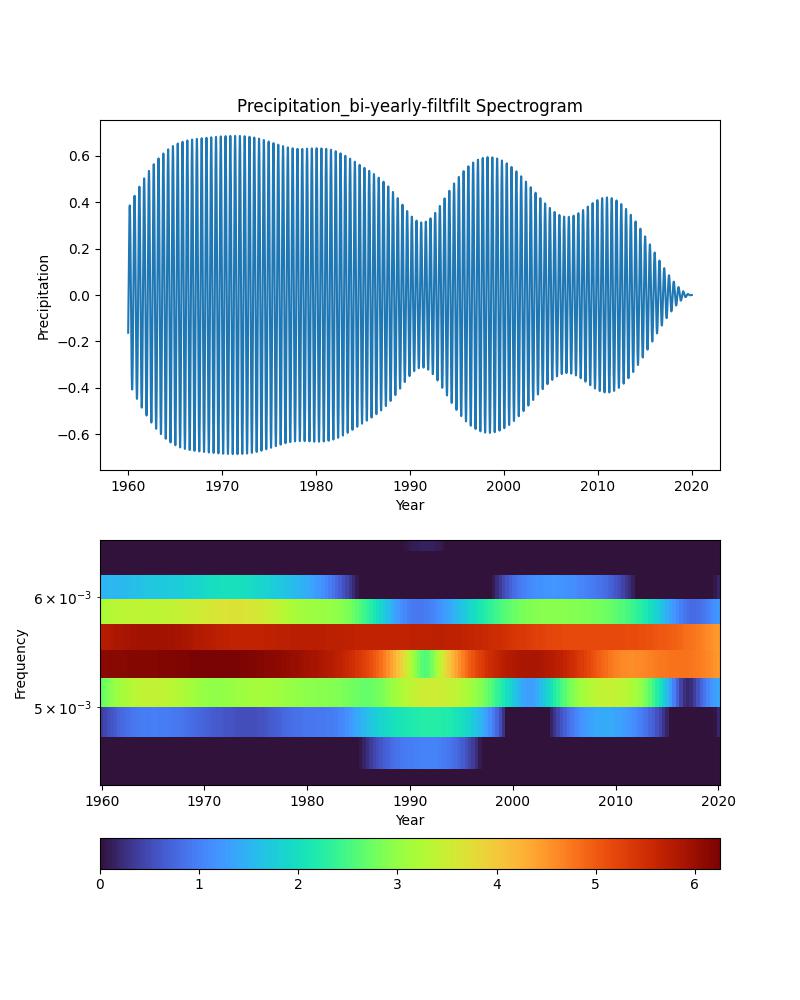 Precipitation_bi-yearly-filtfilt Spectrogram
0.6
0.4
0.2
0.0
−0.2
−0.4
−0.6
Precipitation
1960 1970 1980 1990 2000 2010 2020
Year
6 × 10⁻³
5 × 10⁻³
Frequency
1960 1970 1980 1990 2000 2010 2020
Year
0 1 2 3 4 5 6